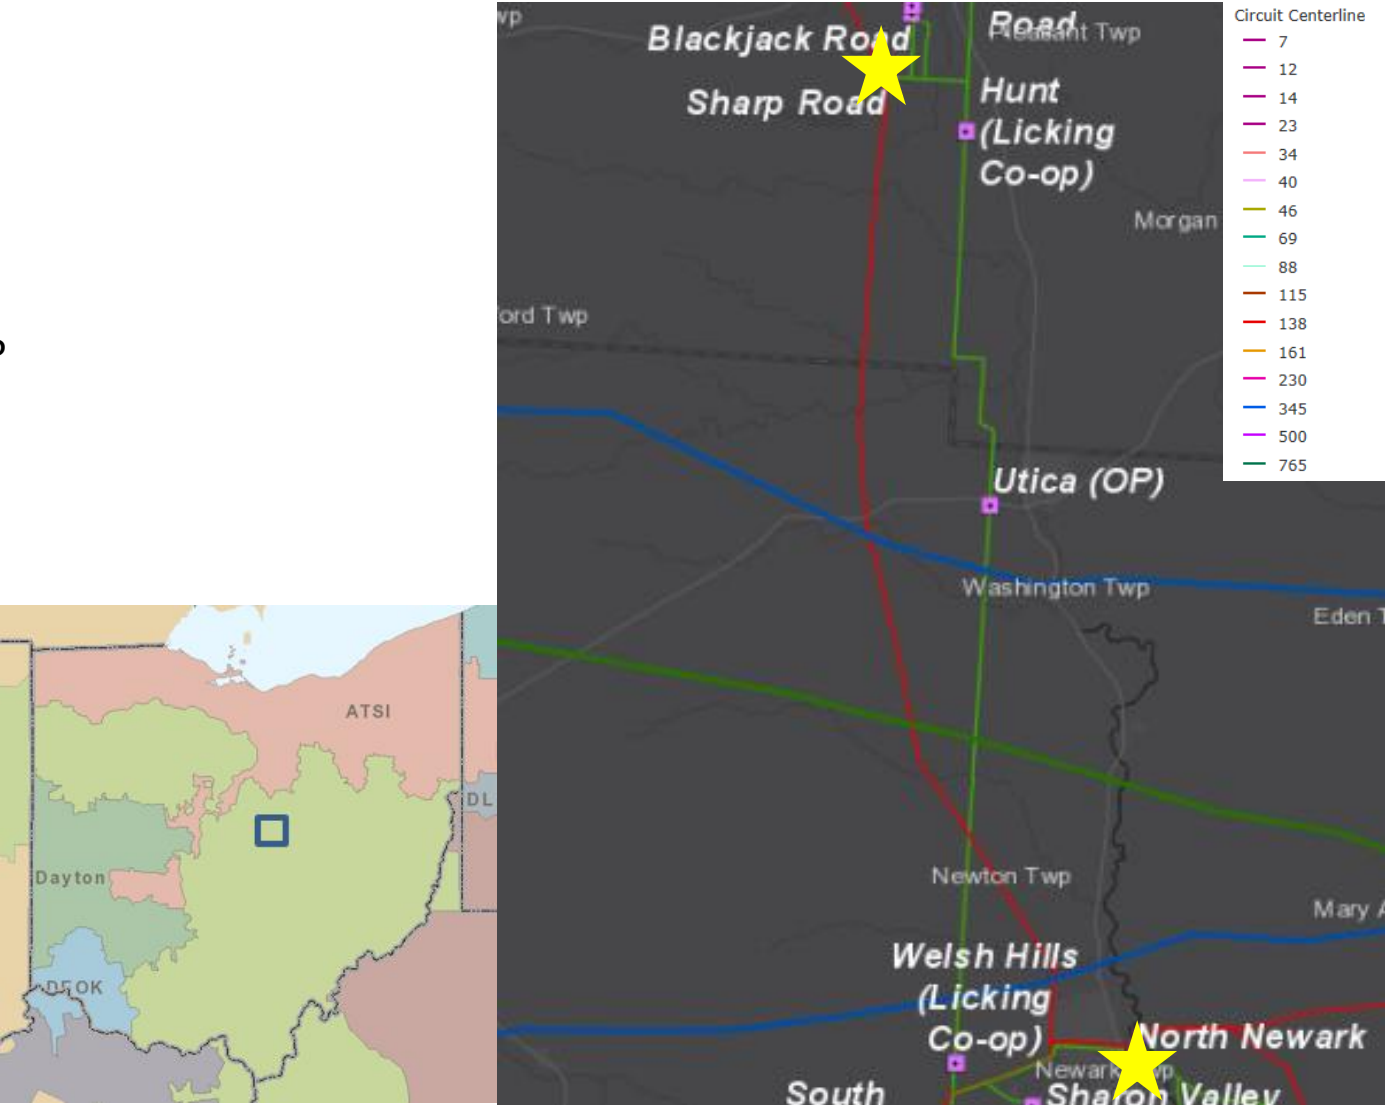 wp
Road
Pleasant Twp
Blackjack Road
Sharp Road
Hunt
(Licking
Co-op)
Morgan
ord Twp
Utica (OP)
Washington Twp
Eden T
Newton Twp
Mary A
Welsh Hills
(Licking
Co-op)
North Newark
Newark Twp
South
Sharon Valley
Circuit Centerline
7
12
14
23
34
40
46
69
88
115
138
161
230
345
500
765
ATSI
DL
Dayton
DEOK